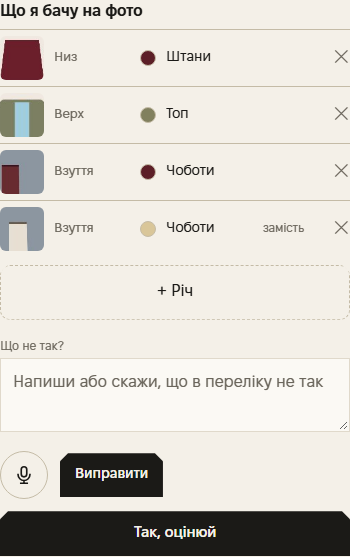 Що я бачу на фото
Низ Штани
Верх Топ
Взуття Чоботи
Взуття Чоботи замість
+ Річ
Що не так?
Напиши або скажи, що в переліку не так
Виправити
Так, оцінюй